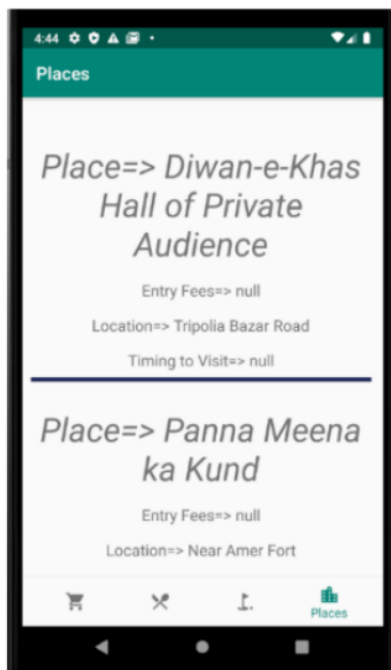 4:44
Places
Place=> Diwan-e-Khas
Hall of Private
Audience
Entry Fees=> null
Location=> Tripolia Bazar Road
Timing to Visit=> null
Place=> Panna Meena
ka Kund
Entry Fees=> null
Location=> Near Amer Fort
Places